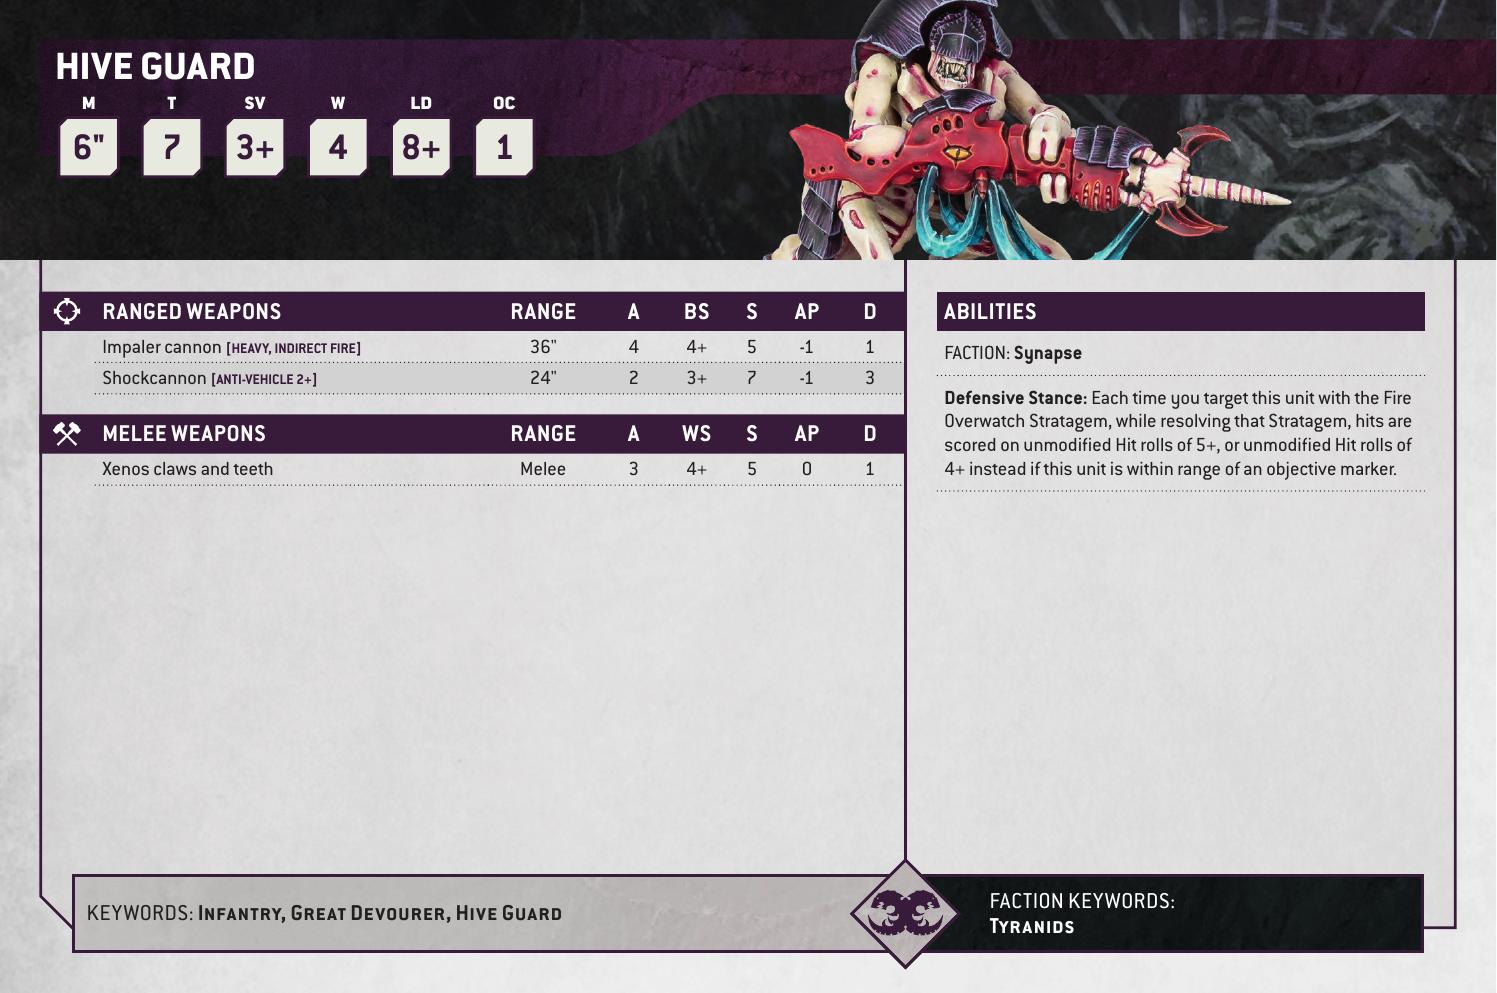 HIVE GUARD
M T SV W LD OC
6" 7 3+ 4 8+ 1
RANGED WEAPONS RANGE A BS S AP D
Impaler cannon [HEAVY, INDIRECT FIRE] 36" 4 4+ 5 -1 1
Shockcannon [ANTI-VEHICLE 2+] 24" 2 3+ 7 -1 3
MELEE WEAPONS RANGE A WS S AP D
Xenos claws and teeth Melee 3 4+ 5 0 1
ABILITIES
FACTION: Synapse
Defensive Stance: Each time you target this unit with the Fire
Overwatch Stratagem, while resolving that Stratagem, hits are
scored on unmodified Hit rolls of 5+, or unmodified Hit rolls of
4+ instead if this unit is within range of an objective marker.
KEYWORDS: INFANTRY, GREAT DEVOURER, HIVE GUARD
FACTION KEYWORDS:
TYRANIDS